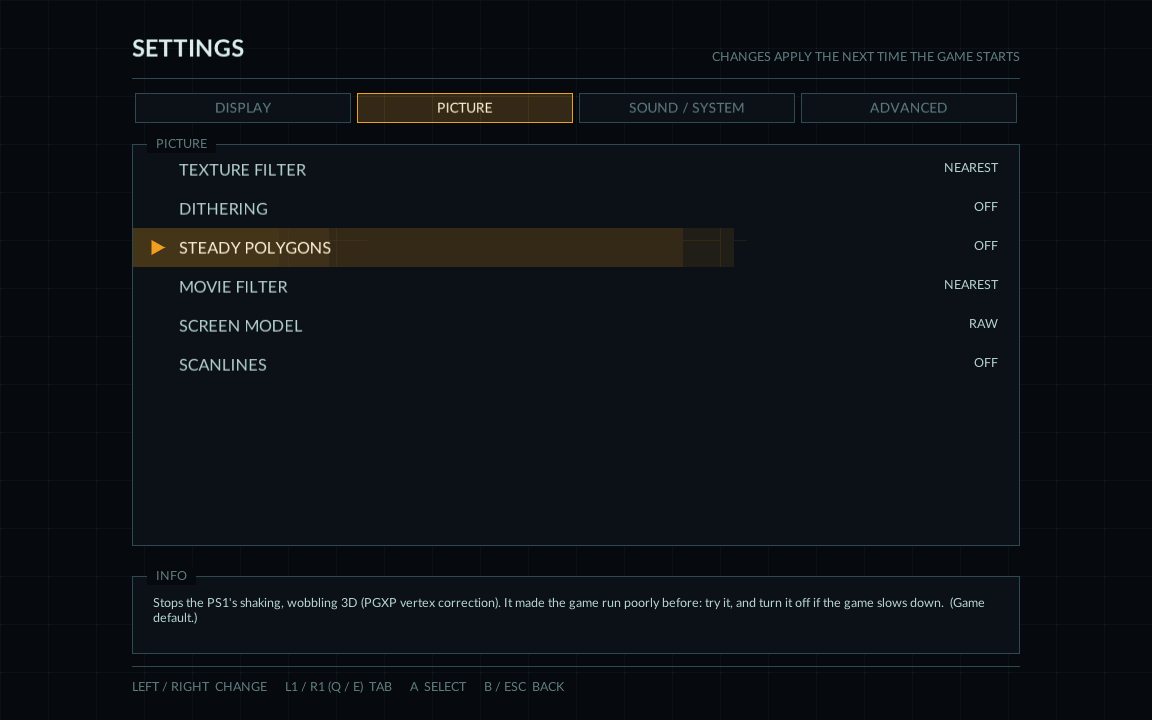 SETTINGS
CHANGES APPLY THE NEXT TIME THE GAME STARTS
DISPLAY
PICTURE
SOUND / SYSTEM
ADVANCED
PICTURE
TEXTURE FILTER NEAREST
DITHERING OFF
STEADY POLYGONS OFF
MOVIE FILTER NEAREST
SCREEN MODEL RAW
SCANLINES OFF
INFO
Stops the PS1's shaking, wobbling 3D (PGXP vertex correction). It made the game run poorly before: try it, and turn it off if the game slows down. (Game
default.)
LEFT / RIGHT CHANGE L1 / R1 (Q / E) TAB A SELECT B / ESC BACK